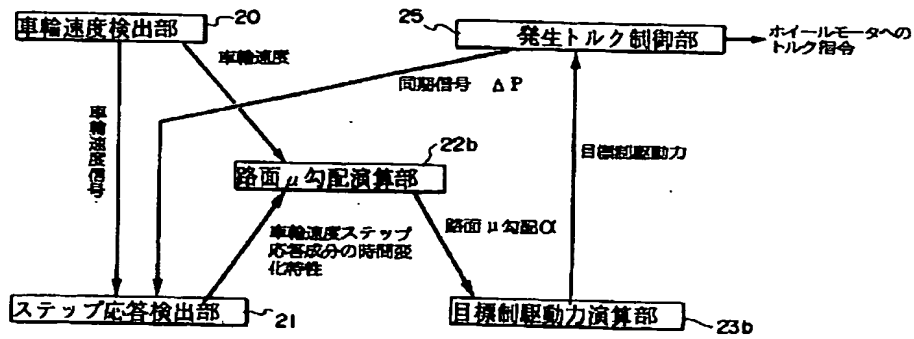 車輪速度検出部
20
25
発生トルク制御部
ホイールモータへの
トルク指令
車輪速度
同期信号 ΔP
車輪速度信号
22b
路面μ勾配演算部
目標制駆動力
車輪速度ステップ
応答成分の時間変
化特性
路面μ勾配α
ステップ応答検出部
21
目標制駆動力演算部
23b